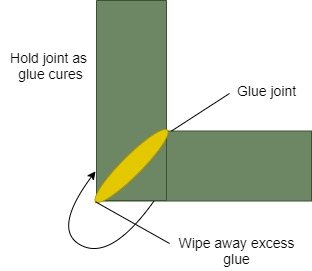 Hold joint as
glue cures
Glue joint
Wipe away excess
glue